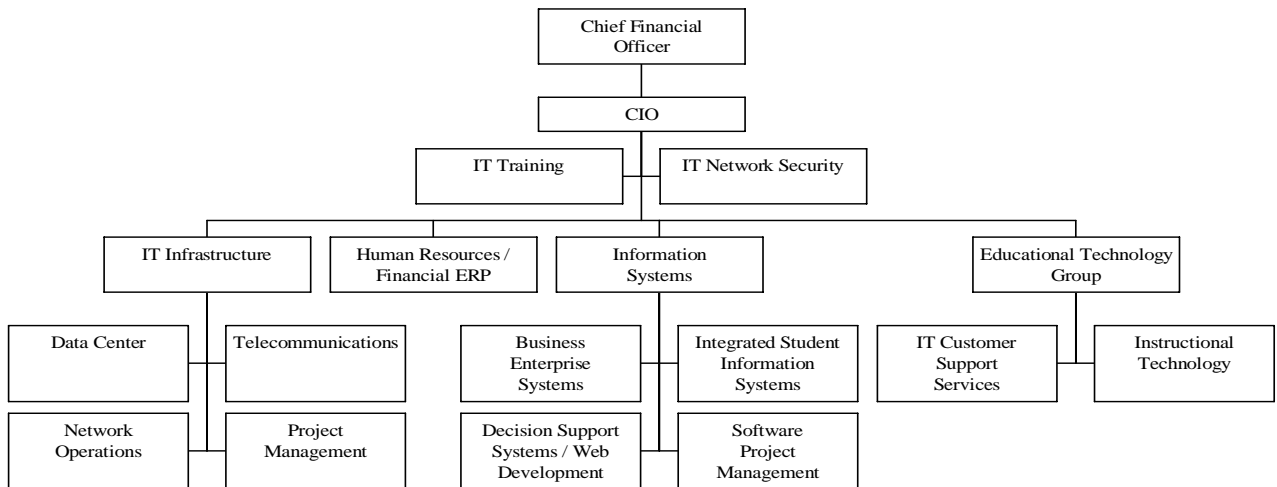 Chief Financial
Officer
CIO
IT Training
IT Network Security
IT Infrastructure
Human Resources /
Financial ERP
Information
Systems
Educational Technology
Group
Data Center
Telecommunications
Business
Enterprise
Systems
Integrated Student
Information
Systems
IT Customer
Support
Services
Instructional
Technology
Network
Operations
Project
Management
Decision Support
Systems / Web
Development
Software
Project
Management